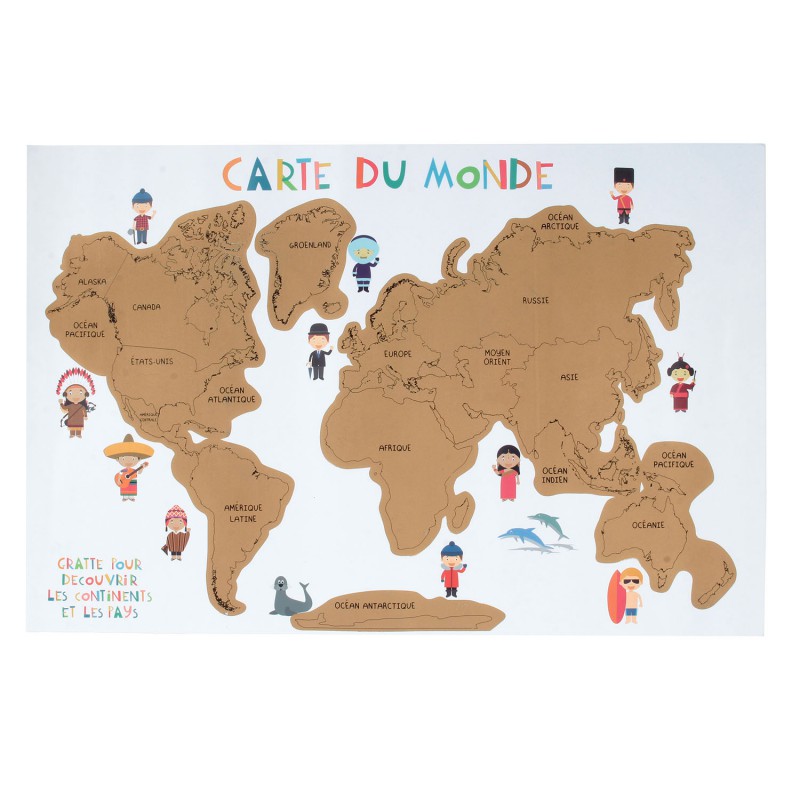 CARTE DU MONDE
OCÉAN
ARCTIQUE
GROENLAND
ALASKA
CANADA
RUSSIE
OCÉAN
PACIFIQUE
ÉTATS-UNIS
EUROPE
MOYEN
ORIENT
ASIE
OCÉAN
ATLANTIQUE
AMÉRIQUE
CENTRALE
AFRIQUE
OCÉAN
INDIEN
OCÉAN
PACIFIQUE
AMÉRIQUE
LATINE
OCÉANIE
GRATTE POUR
DECOUVRIR
LES CONTINENTS
ET LES PAYS
OCÉAN ANTARCTIQUE